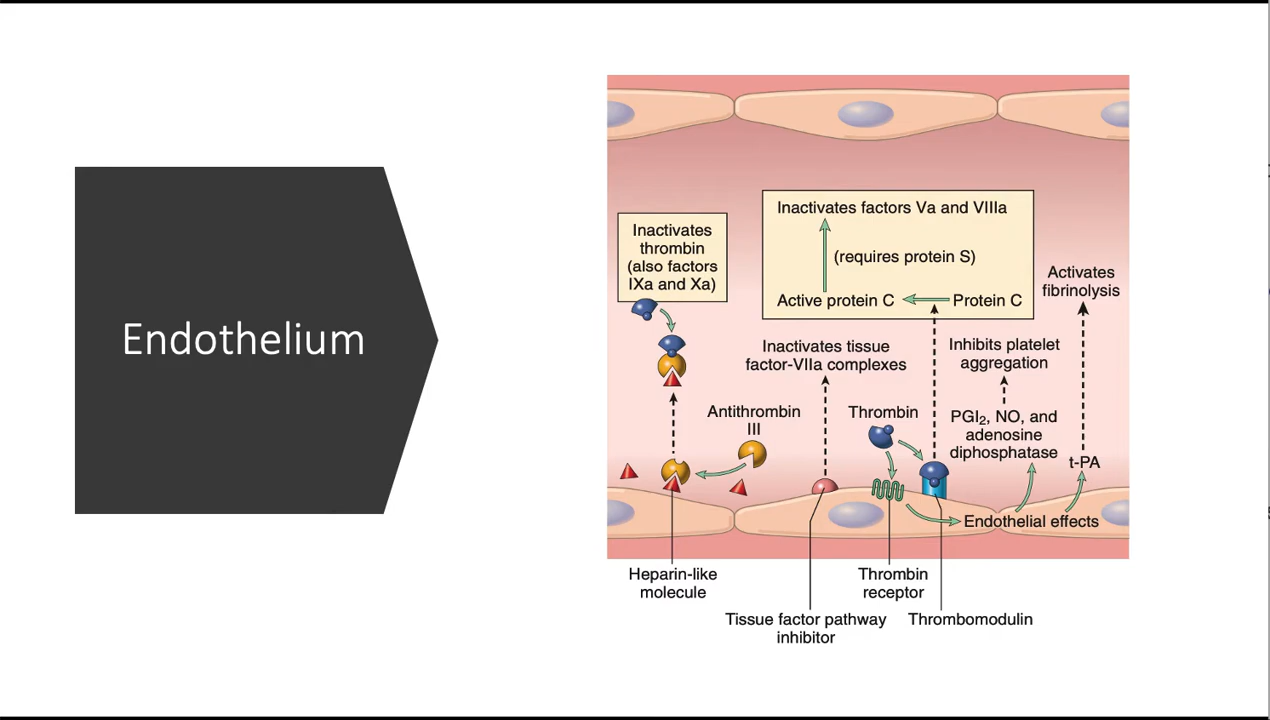 Endothelium
Inactivates
thrombin
(also factors
IXa and Xa)
Inactivates factors Va and VIIIa
(requires protein S)
Active protein C
Protein C
Activates
fibrinolysis
Inactivates tissue
factor-VIIa complexes
Inhibits platelet
aggregation
Antithrombin
III
Thrombin
PGI₂, NO, and
adenosine
diphosphatase
t-PA
Endothelial effects
Heparin-like
molecule
Thrombin
receptor
Tissue factor pathway
inhibitor
Thrombomodulin